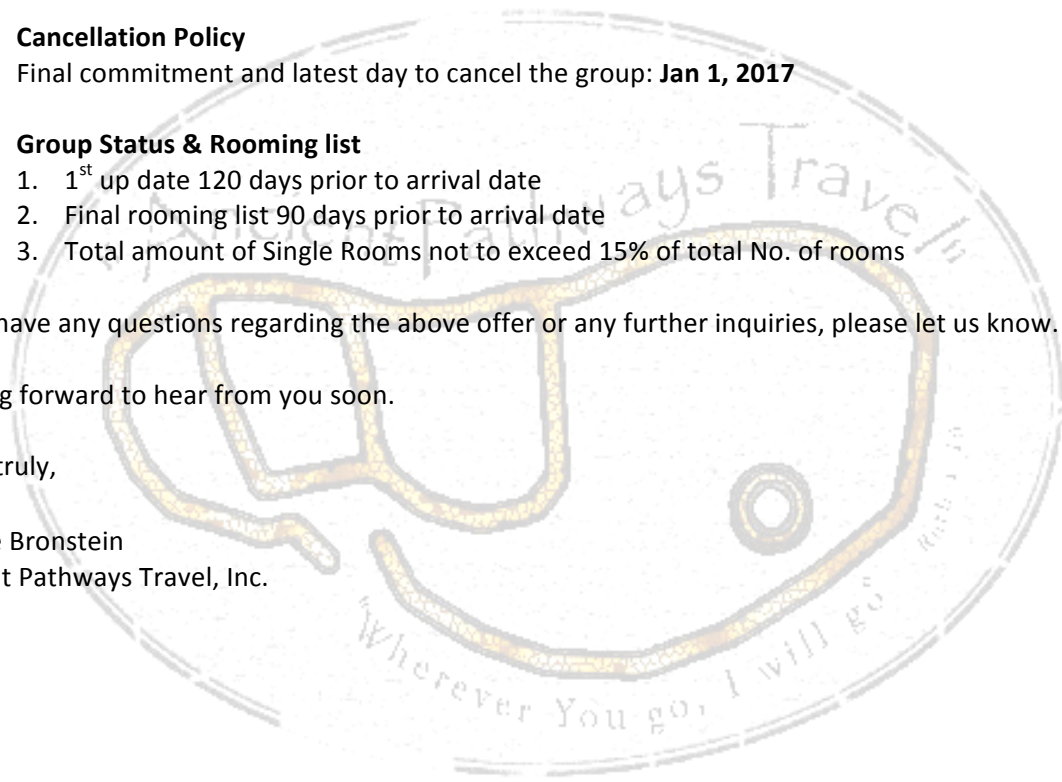 Cancellation Policy
Final commitment and latest day to cancel the group: Jan 1, 2017
Group Status & Rooming list
1. 1st up date 120 days prior to arrival date
2. Final rooming list 90 days prior to arrival date
3. Total amount of Single Rooms not to exceed 15% of total No. of rooms
have any questions regarding the above offer or any further inquiries, please let us know.
g forward to hear from you soon.
truly,
e Bronstein
t Pathways Travel, Inc.
Ancient Pathways Travel
"Wherever You go, I will go"